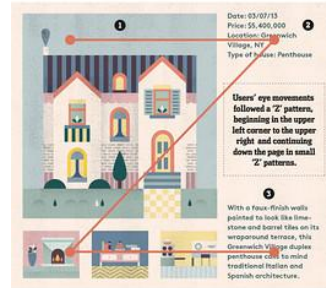 1
2
Date: 03/07/13
Price: $5,400,000
Location: Greenwich
Village, NY
Type of house: Penthouse
Users' eye movements
followed a 'Z' pattern,
beginning in the upper
left corner to the upper
right and continuing
down the page in small
'Z' patterns.
3
With a faux-finish walls
painted to look like lime-
stone and barrel tiles on its
wraparound terrace, this
Greenwich Village duplex
penthouse calls to mind
traditional Italian and
Spanish architecture.